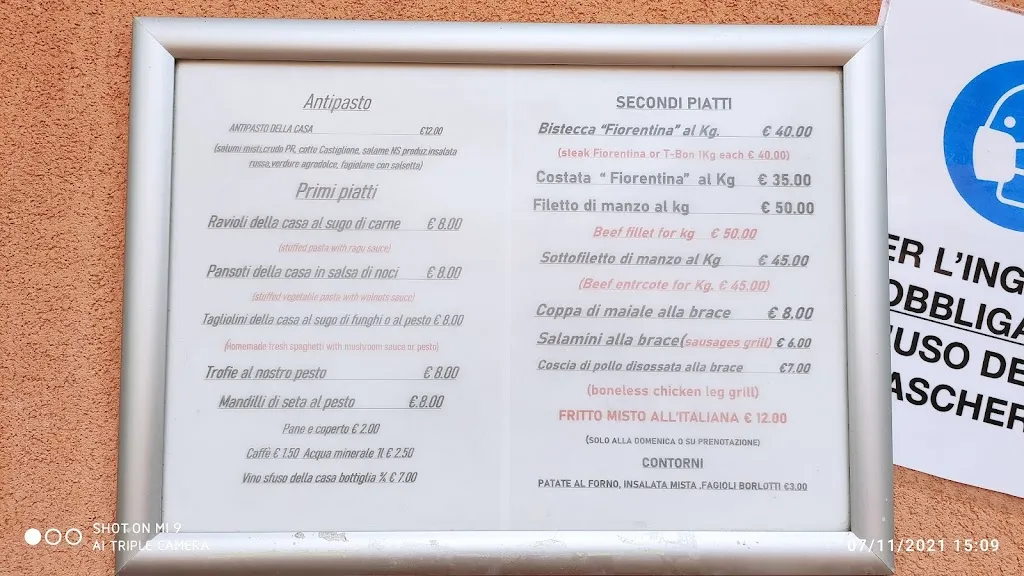 Antipasto
ANTIPASTO DELLA CASA €12.00
(salumi misti,crudo PR, cotto Castiglione, salame NS produz.insalata
russa,verdure agrodolce, fagiolane con salsetta)
Primi piatti
Ravioli della casa al sugo di carne € 8.00
(stuffed pasta with ragu sauce)
Pansoti della casa in salsa di noci € 8.00
(stuffed vegetable pasta with walnuts sauce)
Tagliolini della casa al sugo di funghi o al pesto € 8.00
(Homemade fresh spaghetti with mushroom sauce or pesto)
Trofie al nostro pesto € 8.00
Mandilli di seta al pesto €.8.00
Pane e coperto € 2.00
Caffè € 1.50 Acqua minerale 1l € 2.50
Vino sfuso della casa bottiglia ¾ € 7.00
SECONDI PIATTI
Bistecca "Fiorentina" al Kg. € 40.00
(steak Fiorentina or T-Bon 1Kg each € 40.00)
Costata " Fiorentina" al Kg € 35.00
Filetto di manzo al kg € 50.00
Beef fillet for kg € 50.00
Sottofiletto di manzo al Kg € 45.00
(Beef entrcote for Kg. € 45.00)
Coppa di maiale alla brace € 8.00
Salamini alla brace(sausages grill) € 6.00
Coscia di pollo disossata alla brace €7.00
(boneless chicken leg grill)
FRITTO MISTO ALL'ITALIANA € 12.00
(SOLO ALLA DOMENICA O SU PRENOTAZIONE)
CONTORNI
PATATE AL FORNO, INSALATA MISTA ,FAGIOLI BORLOTTI €3.00
ER L'ING
OBBLIGA
'USO DE
ASCHER
SHOT ON MI 9
AI TRIPLE CAMERA
07/11/2021 15:09